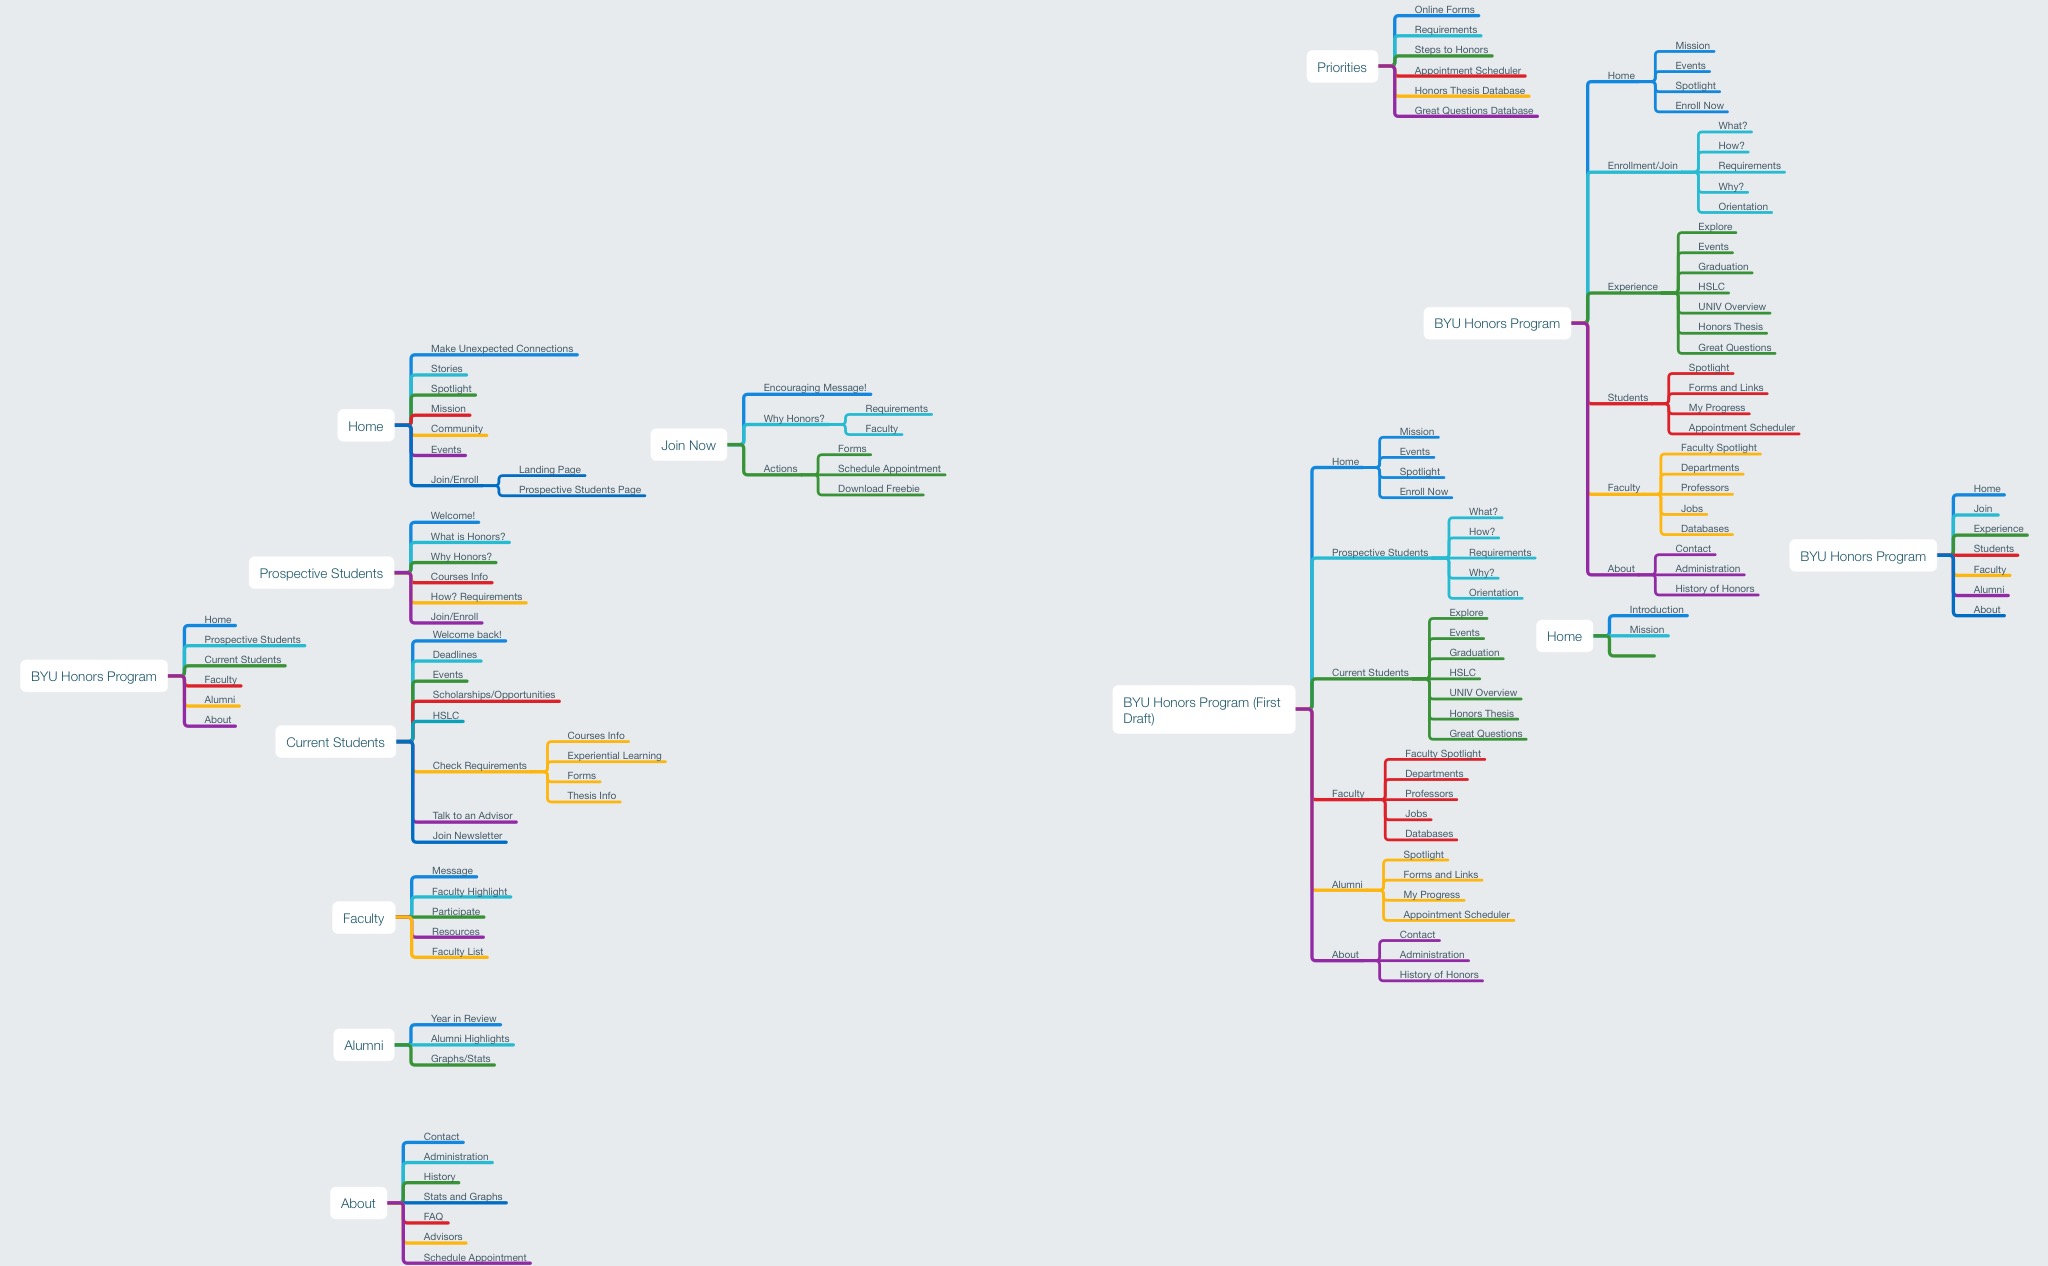 Online Forms
Requirements
Steps to Honors
Priorities
Appointment Scheduler
Honors Thesis Database
Great Questions Database
BYU Honors Program
Home
Mission
Events
Spotlight
Enroll Now
Enrollment/Join
What?
How?
Requirements
Why?
Orientation
Experience
Explore
Events
Graduation
HSLC
UNIV Overview
Honors Thesis
Great Questions
Students
Spotlight
Forms and Links
My Progress
Appointment Scheduler
Faculty
Faculty Spotlight
Departments
Professors
Jobs
Databases
About
Contact
Administration
History of Honors
Home
Make Unexpected Connections
Stories
Spotlight
Mission
Community
Events
Join/Enroll
Landing Page
Prospective Students Page
Join Now
Encouraging Message!
Why Honors?
Requirements
Faculty
Actions
Forms
Schedule Appointment
Download Freebie
Prospective Students
Welcome!
What is Honors?
Why Honors?
Courses Info
How? Requirements
Join/Enroll
BYU Honors Program
Home
Prospective Students
Current Students
Faculty
Alumni
About
Current Students
Welcome back!
Deadlines
Events
Scholarships/Opportunities
HSLC
Check Requirements
Courses Info
Experiential Learning
Forms
Thesis Info
Talk to an Advisor
Join Newsletter
Faculty
Message
Faculty Highlight
Participate
Resources
Faculty List
Alumni
Year in Review
Alumni Highlights
Graphs/Stats
About
Contact
Administration
History
Stats and Graphs
FAQ
Advisors
Schedule Appointment
BYU Honors Program (First
Draft)
Home
Mission
Events
Spotlight
Enroll Now
Prospective Students
What?
How?
Requirements
Why?
Orientation
Current Students
Explore
Events
Graduation
HSLC
UNIV Overview
Honors Thesis
Great Questions
Faculty
Faculty Spotlight
Departments
Professors
Jobs
Databases
Alumni
Spotlight
Forms and Links
My Progress
Appointment Scheduler
About
Contact
Administration
History of Honors
Home
Introduction
Mission
BYU Honors Program
Home
Join
Experience
Students
Faculty
Alumni
About